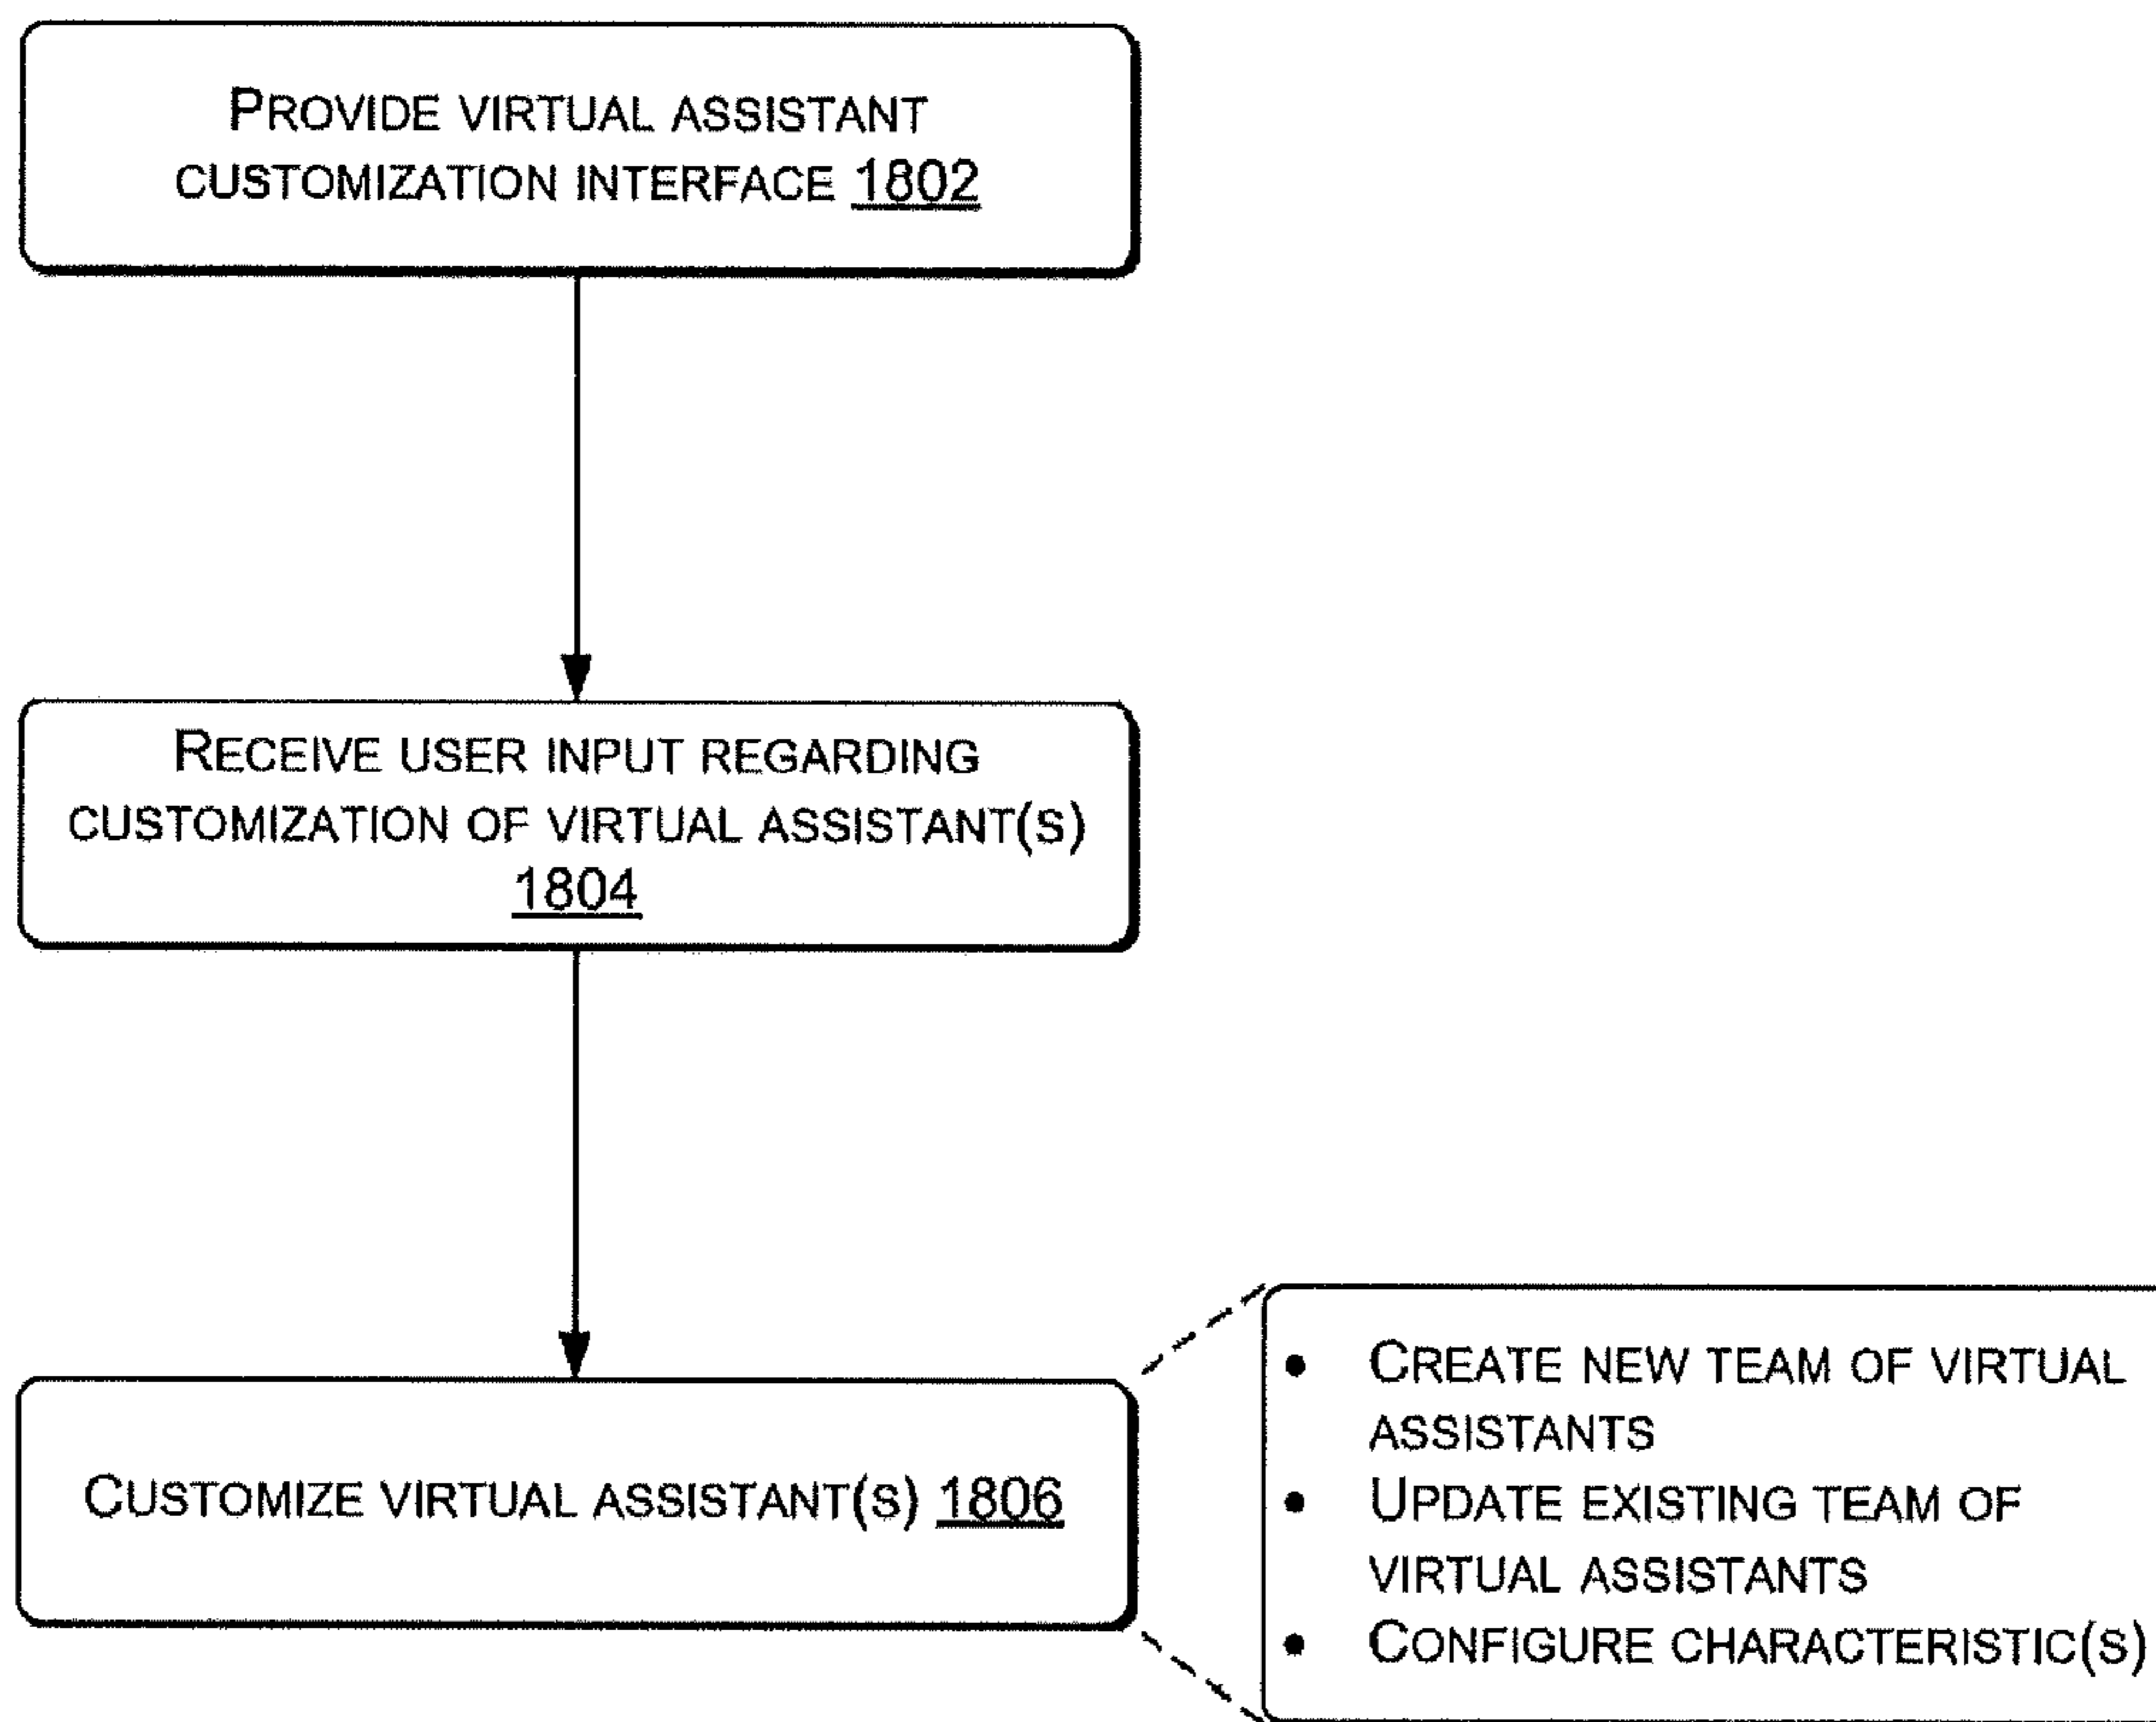 PROVIDE VIRTUAL ASSISTANT
CUSTOMIZATION INTERFACE 1802
RECEIVE USER INPUT REGARDING
CUSTOMIZATION OF VIRTUAL ASSISTANT(S)
1804
CUSTOMIZE VIRTUAL ASSISTANT(S) 1806
• CREATE NEW TEAM OF VIRTUAL
ASSISTANTS
• UPDATE EXISTING TEAM OF
VIRTUAL ASSISTANTS
• CONFIGURE CHARACTERISTIC(S)